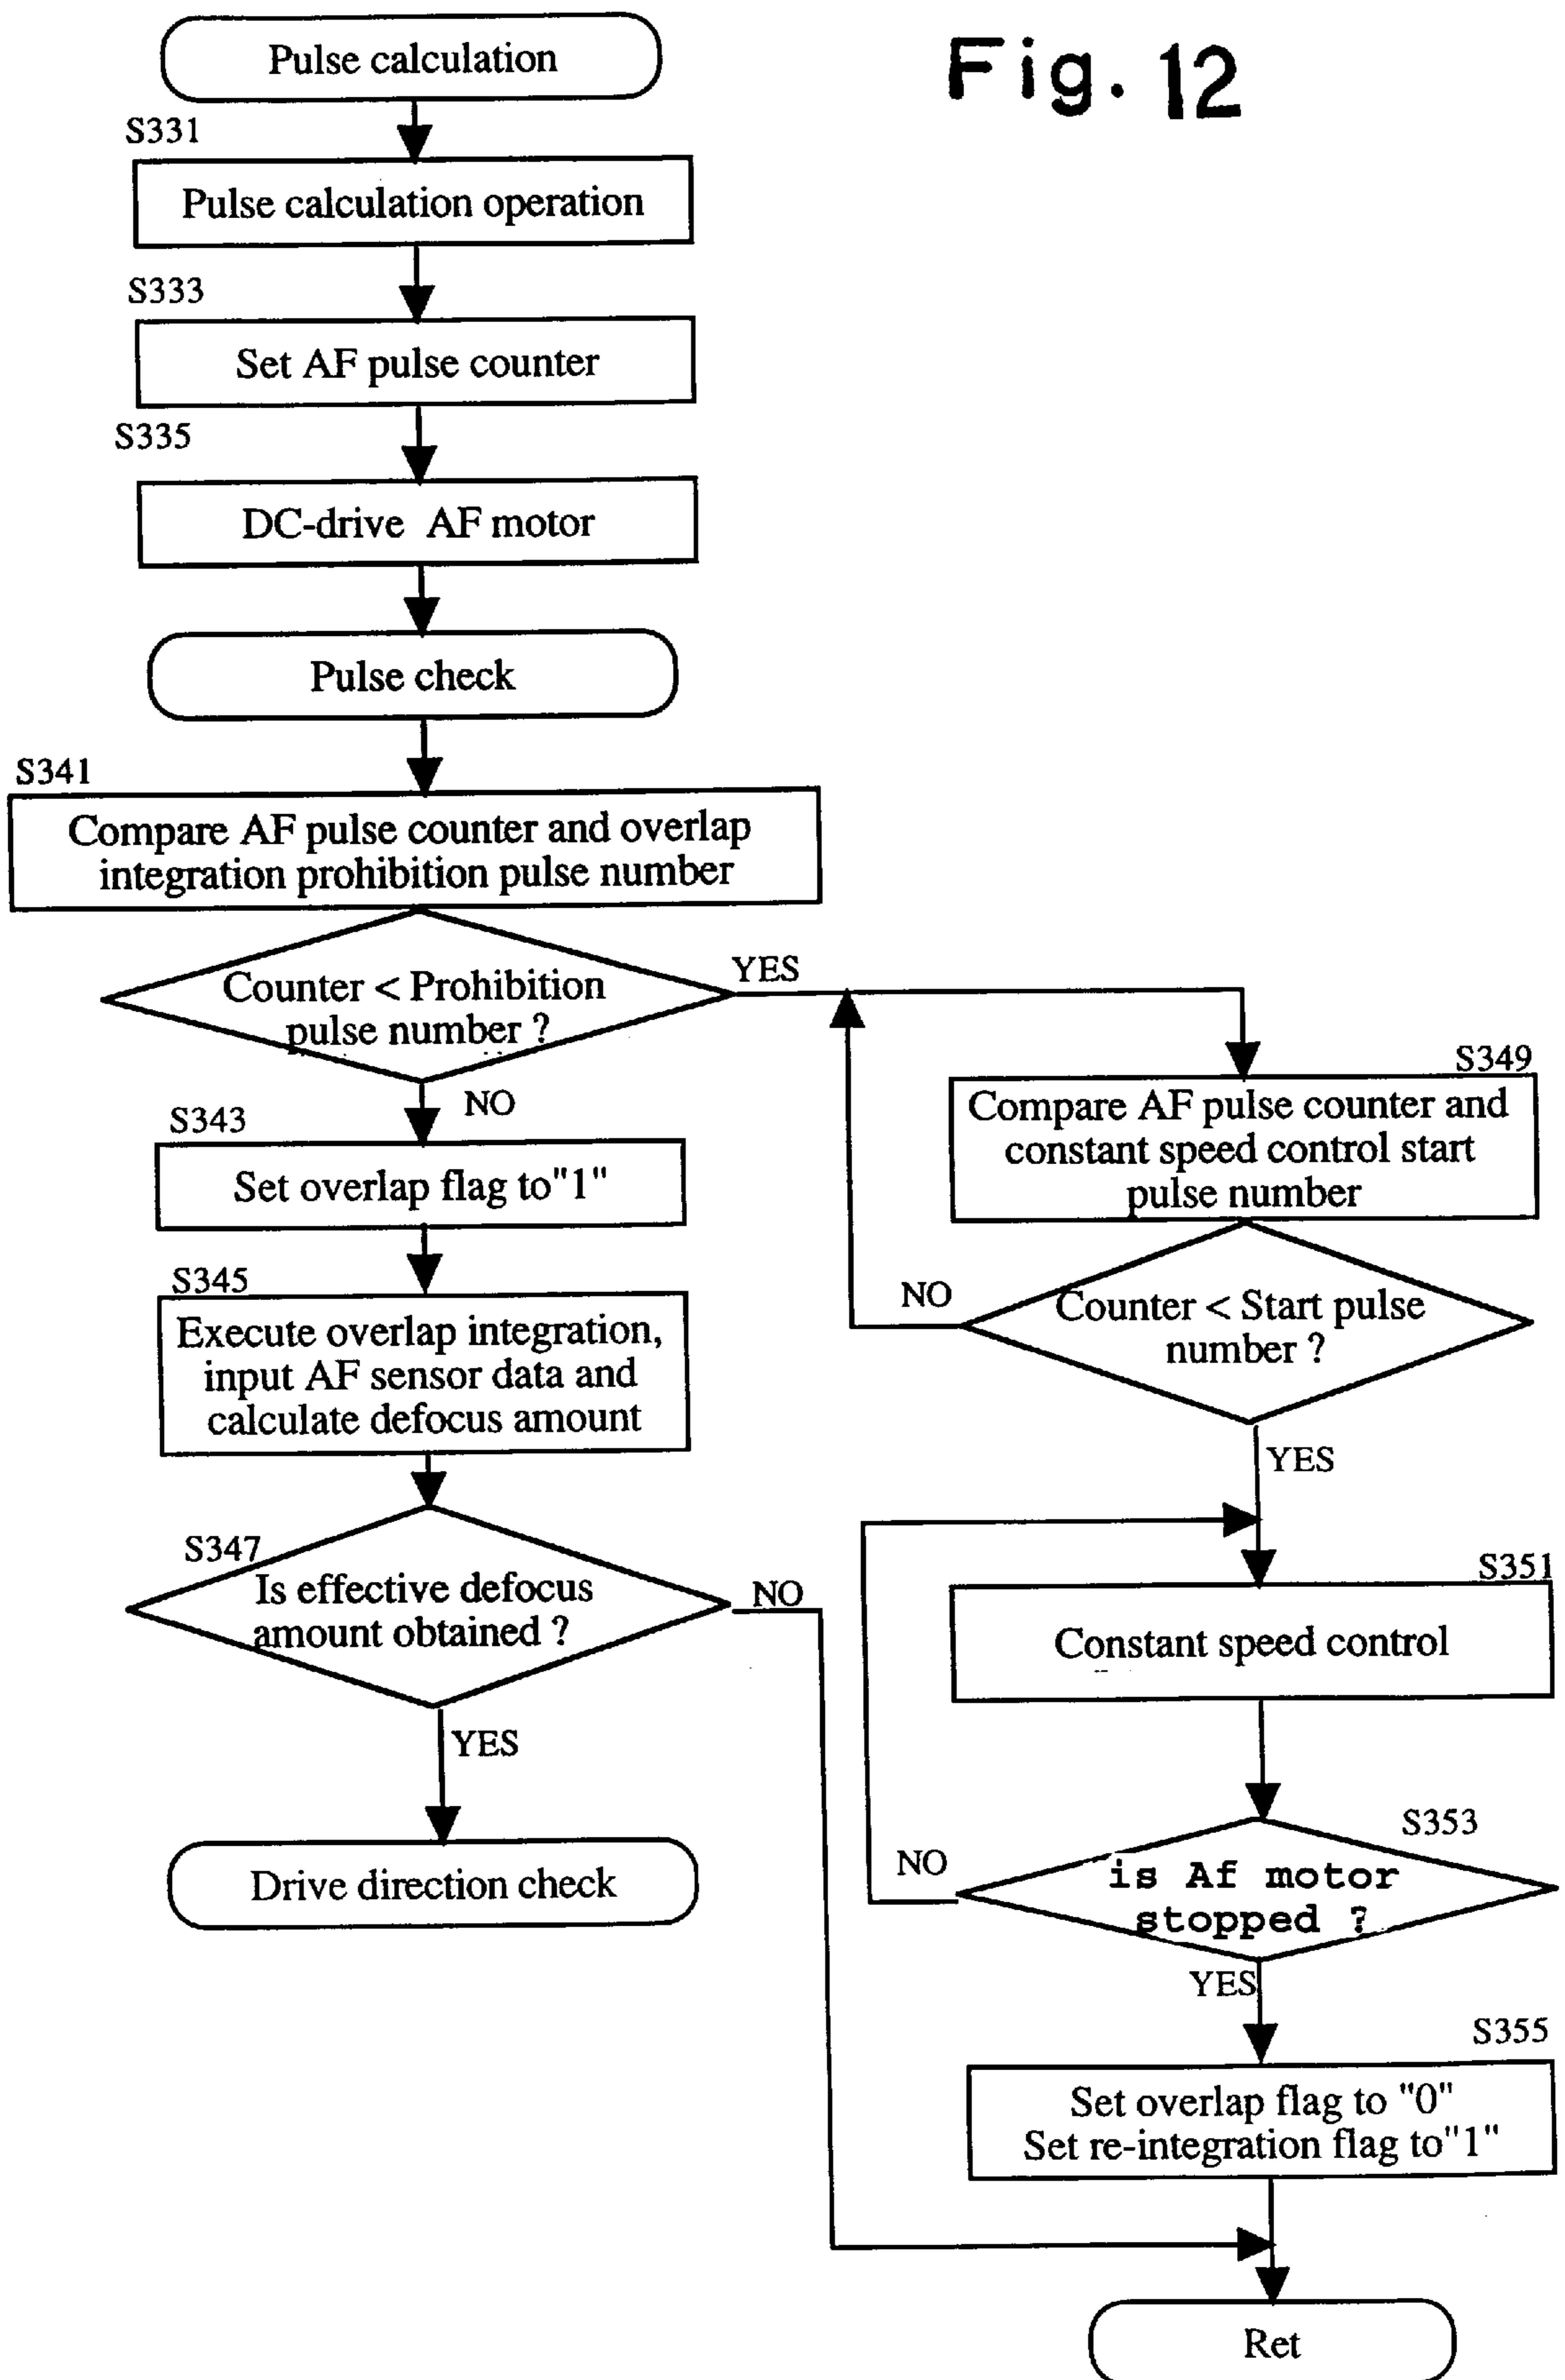 Fig. 12
Pulse calculation
S331
Pulse calculation operation
S333
Set AF pulse counter
S335
DC-drive AF motor
Pulse check
S341
Compare AF pulse counter and overlap
integration prohibition pulse number
Counter < Prohibition
pulse number ?
YES
NO
S343
Set overlap flag to"1"
S345
Execute overlap integration,
input AF sensor data and
calculate defocus amount
S347
Is effective defocus
amount obtained ?
NO
YES
Drive direction check
S349
Compare AF pulse counter and
constant speed control start
pulse number
Counter < Start pulse
number ?
NO
YES
S351
Constant speed control
S353
is Af motor
stopped ?
NO
YES
S355
Set overlap flag to "0"
Set re-integration flag to"1"
Ret